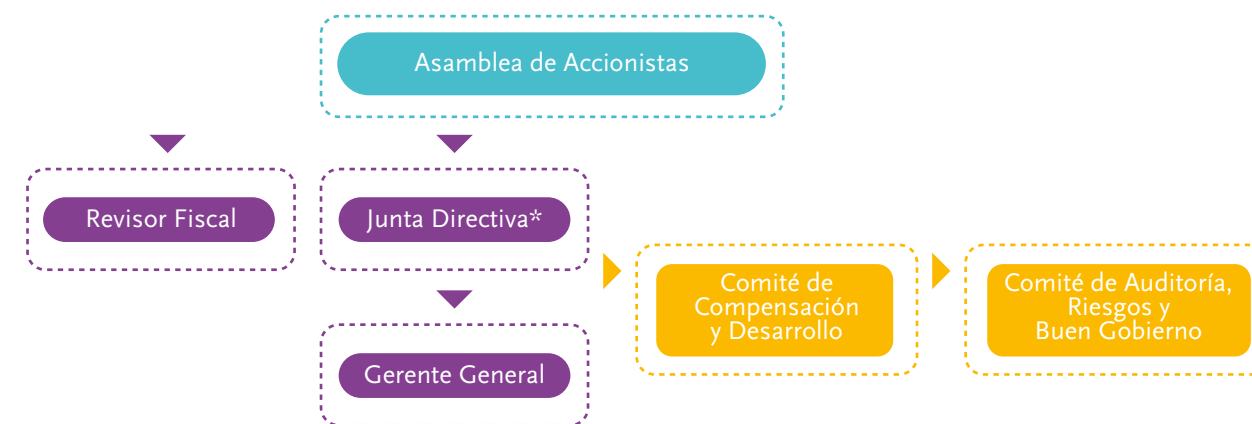 Asamblea de Accionistas
Revisor Fiscal
Junta Directiva*
Comité de
Compensación
y Desarrollo
Comité de Auditoría,
Riesgos y
Buen Gobierno
Gerente General